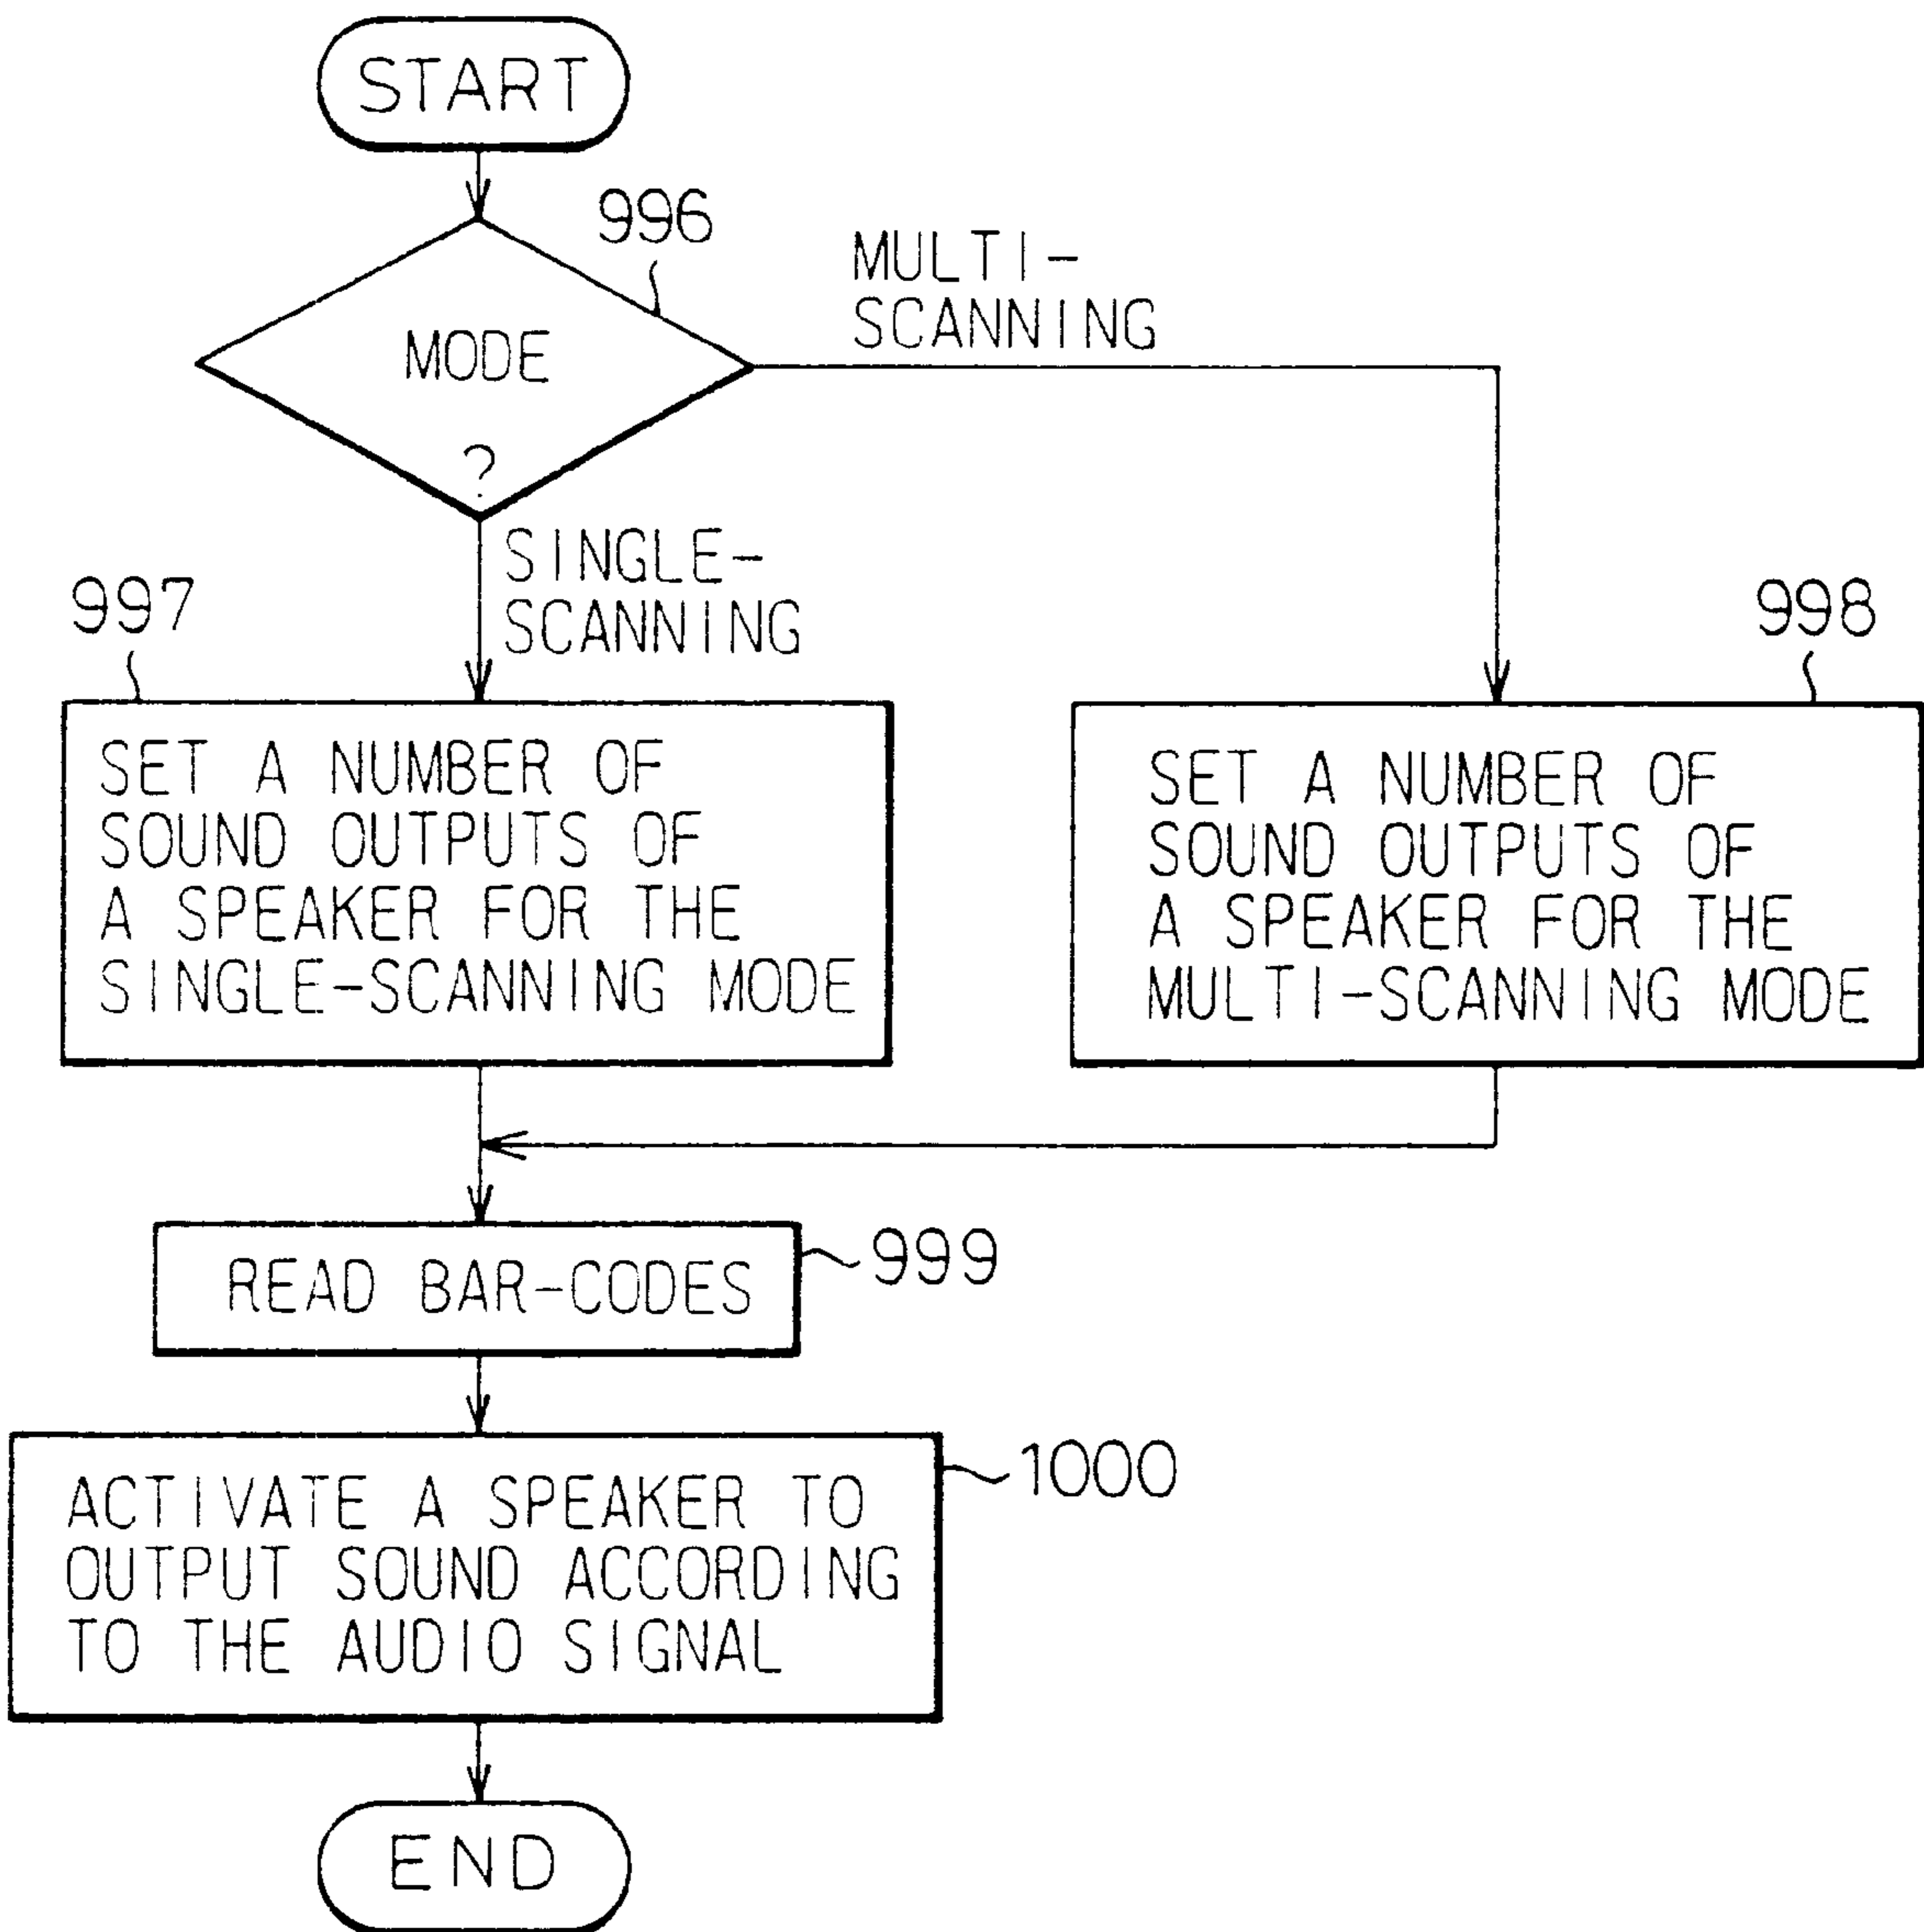 START
996
MULTI-
SCANNING
MODE
?
SINGLE-
SCANNING
997
998
SET A NUMBER OF
SOUND OUTPUTS OF
A SPEAKER FOR THE
SINGLE-SCANNING MODE
SET A NUMBER OF
SOUND OUTPUTS OF
A SPEAKER FOR THE
MULTI-SCANNING MODE
READ BAR-CODES
999
ACTIVATE A SPEAKER TO
OUTPUT SOUND ACCORDING
TO THE AUDIO SIGNAL
1000
END